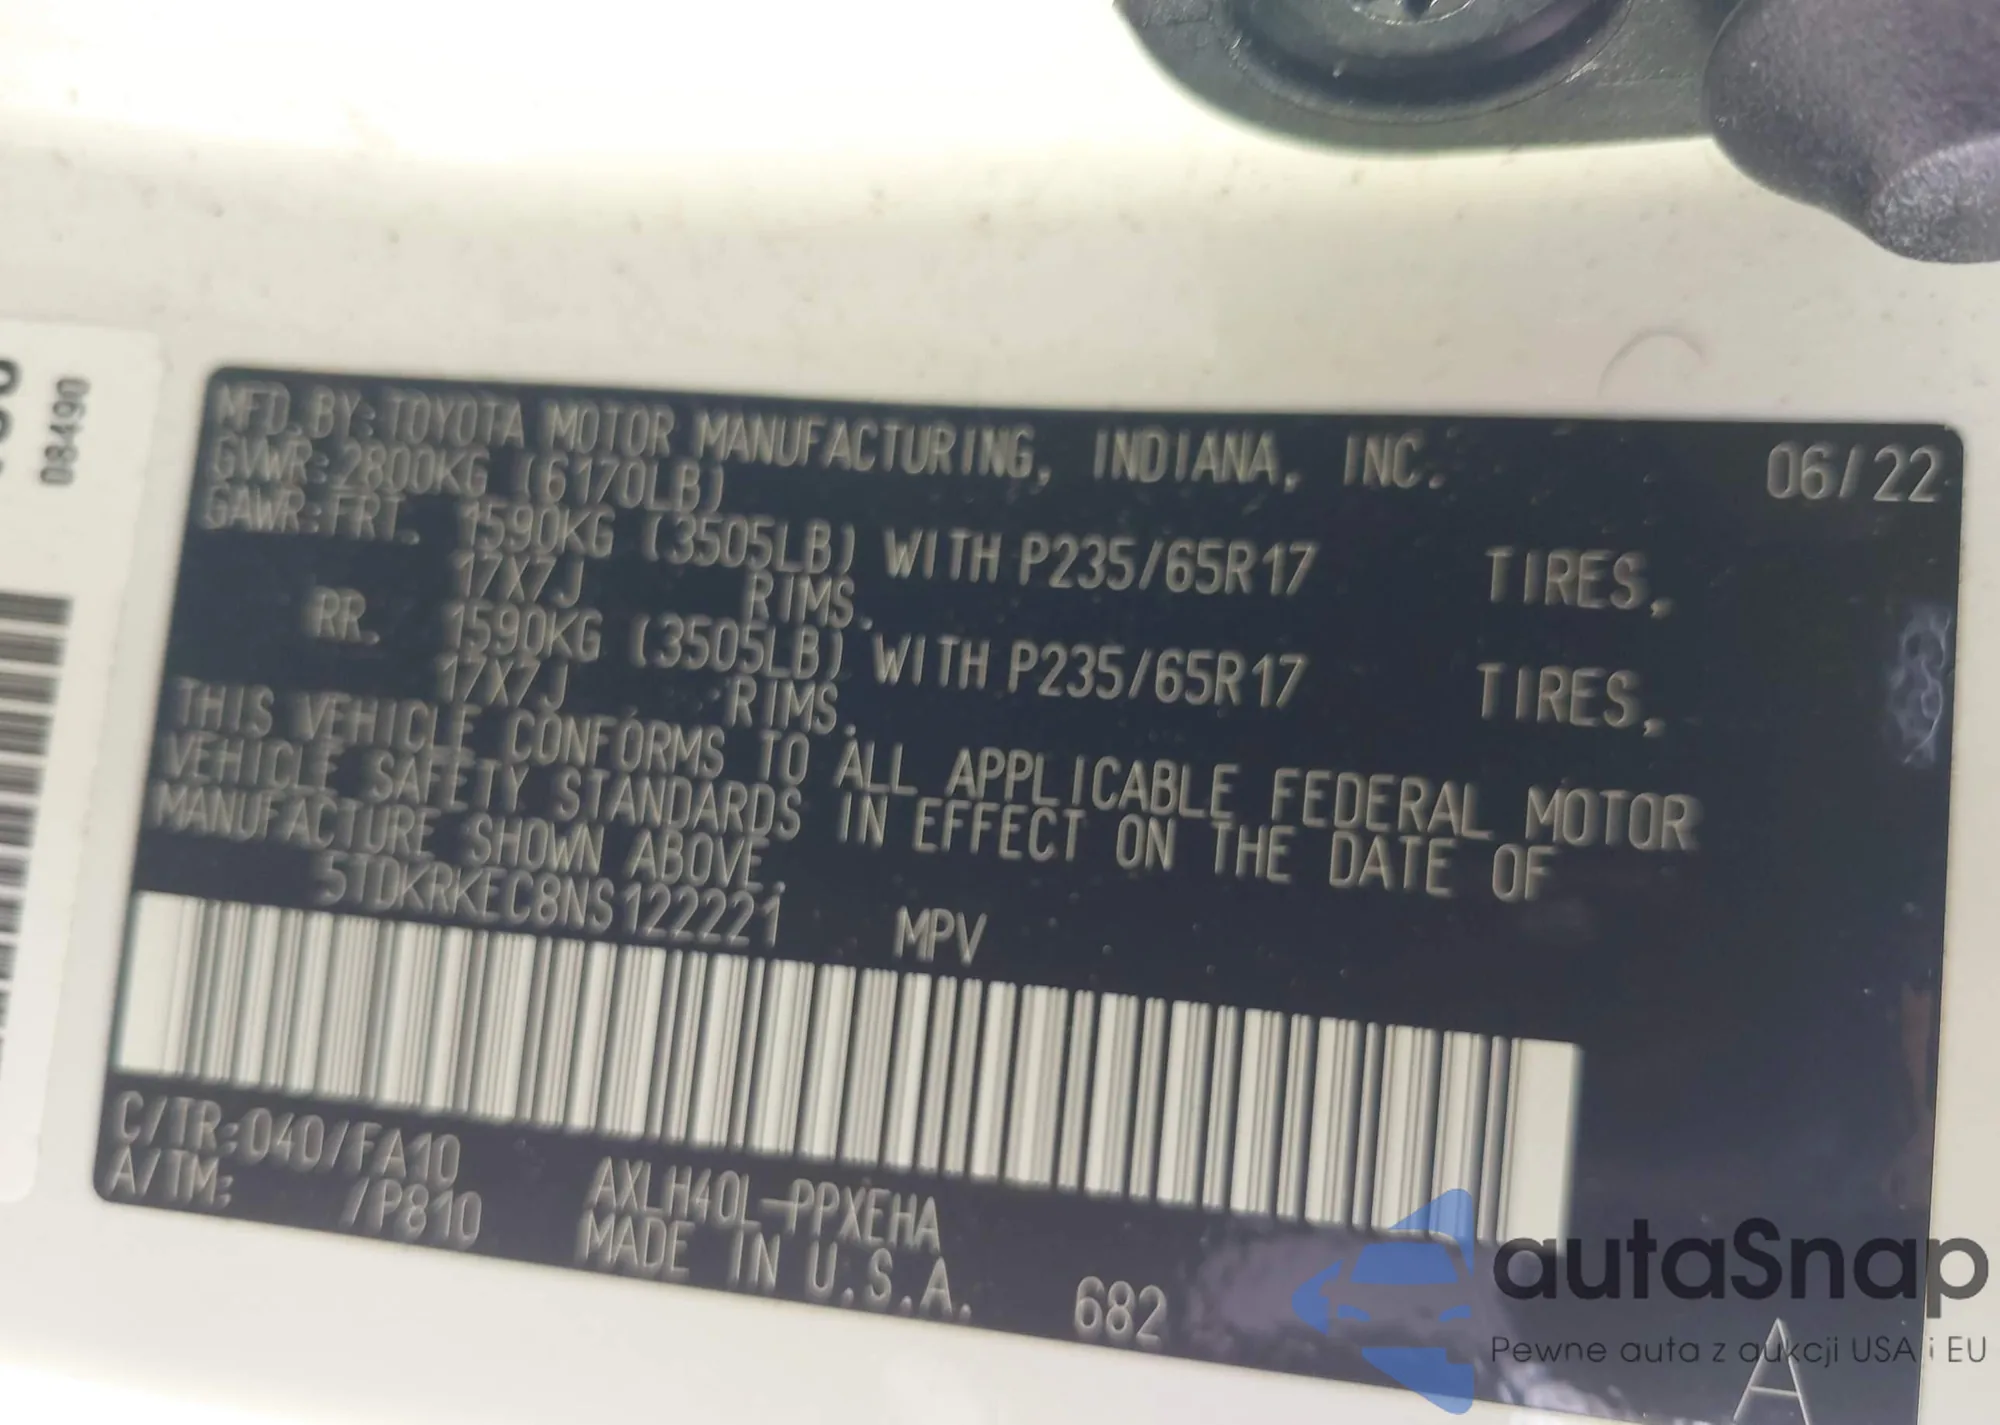 08490
MFD.BY:TOYOTA MOTOR MANUFACTURING, INDIANA, INC. 06/22
GVWR:2800KG (6170LB)
GAWR:FRT. 1590KG (3505LB) WITH P235/65R17 TIRES,
17X7J RIMS.
RR. 1590KG (3505LB) WITH P235/65R17 TIRES,
17X7J RIMS.
THIS VEHICLE CONFORMS TO ALL APPLICABLE FEDERAL MOTOR
VEHICLE SAFETY STANDARDS IN EFFECT ON THE DATE OF
MANUFACTURE SHOWN ABOVE.
5TDKRKEC8NS122221 MPV
C/TR:040/FA10
A/TM: /P810
AXLH40L-PPXEHA
MADE IN U.S.A. 682
A
autaSnap
Pewne auta z aukcji USA i EU